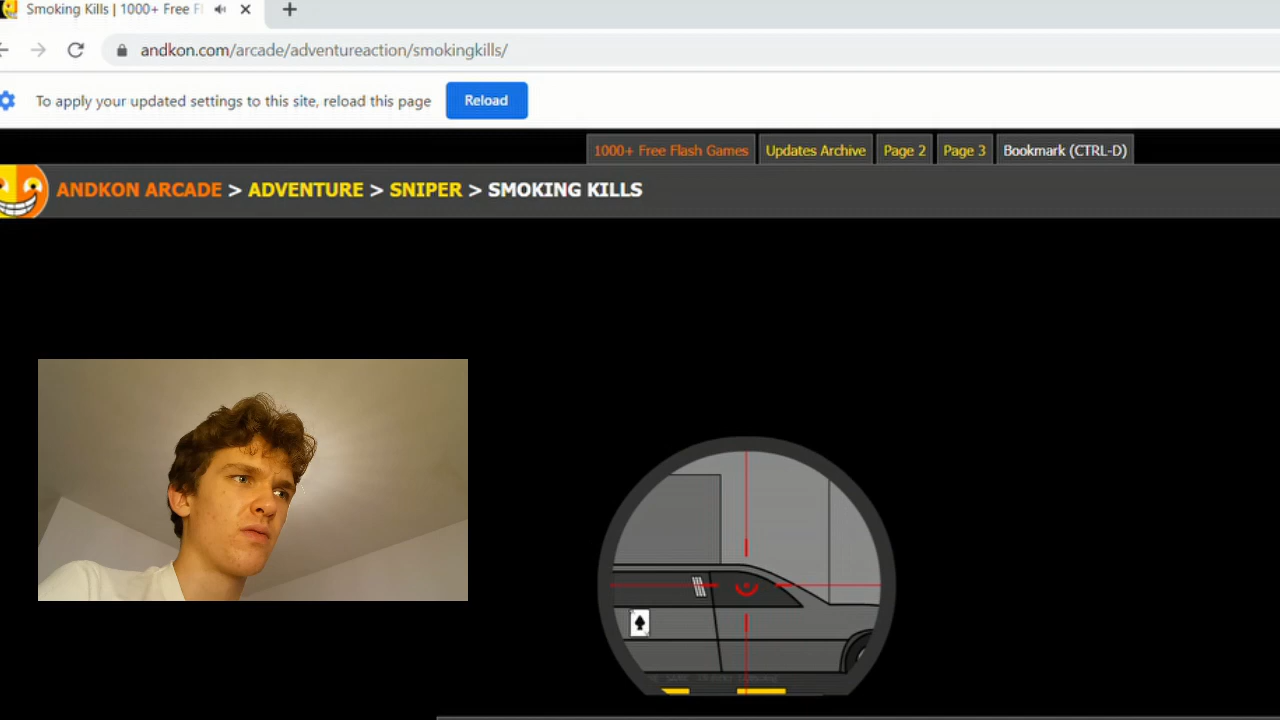 Smoking Kills | 1000+ Free Fl
andkon.com/arcade/adventureaction/smokingkills/
To apply your updated settings to this site, reload this page Reload
1000+ Free Flash Games Updates Archive Page 2 Page 3 Bookmark (CTRL-D)
ANDKON ARCADE > ADVENTURE > SNIPER > SMOKING KILLS